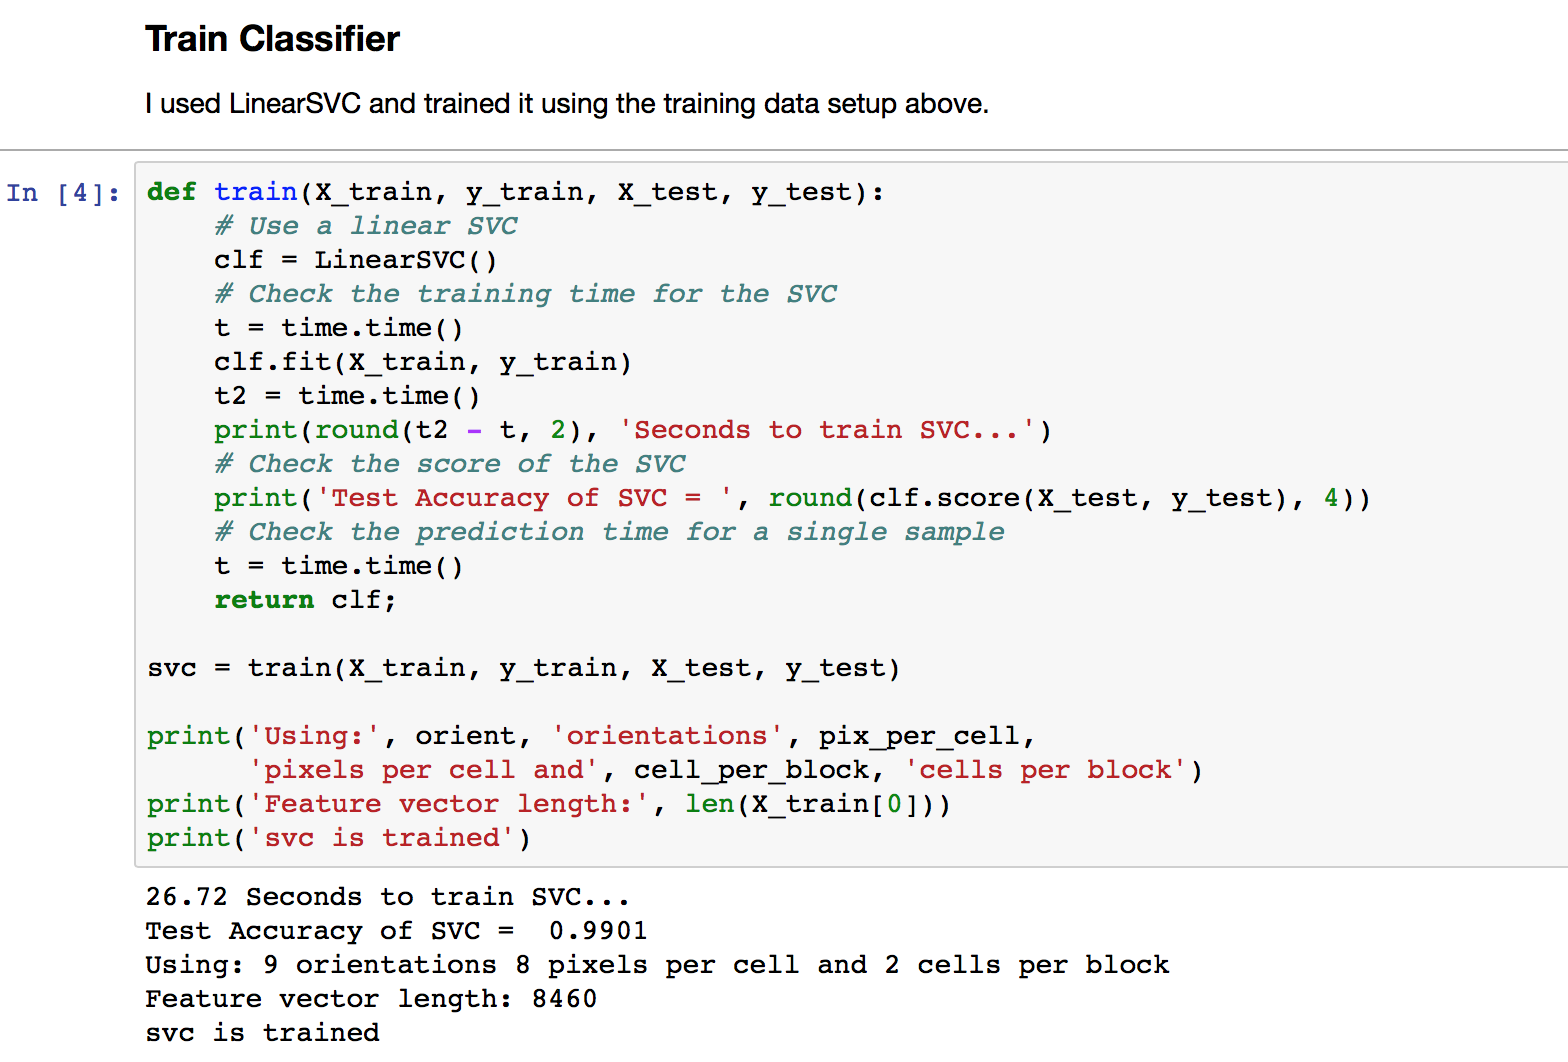 Train Classifier
I used LinearSVC and trained it using the training data setup above.
In [4]:
def train(X_train, y_train, X_test, y_test):
    # Use a linear SVC
    clf = LinearSVC()
    # Check the training time for the SVC
    t = time.time()
    clf.fit(X_train, y_train)
    t2 = time.time()
    print(round(t2 - t, 2), 'Seconds to train SVC...')
    # Check the score of the SVC
    print('Test Accuracy of SVC = ', round(clf.score(X_test, y_test), 4))
    # Check the prediction time for a single sample
    t = time.time()
    return clf;
svc = train(X_train, y_train, X_test, y_test)
print('Using:', orient, 'orientations', pix_per_cell,
      'pixels per cell and', cell_per_block, 'cells per block')
print('Feature vector length:', len(X_train[0]))
print('svc is trained')
26.72 Seconds to train SVC...
Test Accuracy of SVC =  0.9901
Using: 9 orientations 8 pixels per cell and 2 cells per block
Feature vector length: 8460
svc is trained